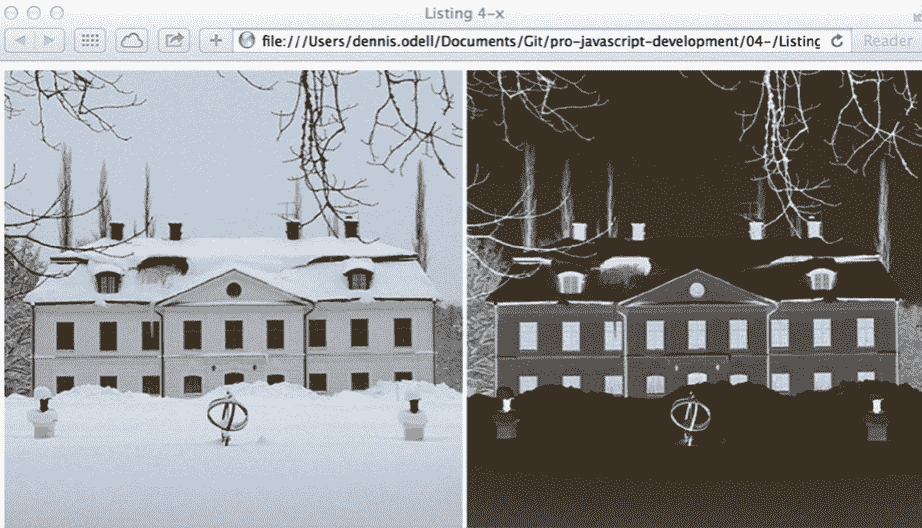 Listing 4-x
file:///Users/dennis.odell/Documents/Git/pro-javascript-development/04-/Listing
Reader